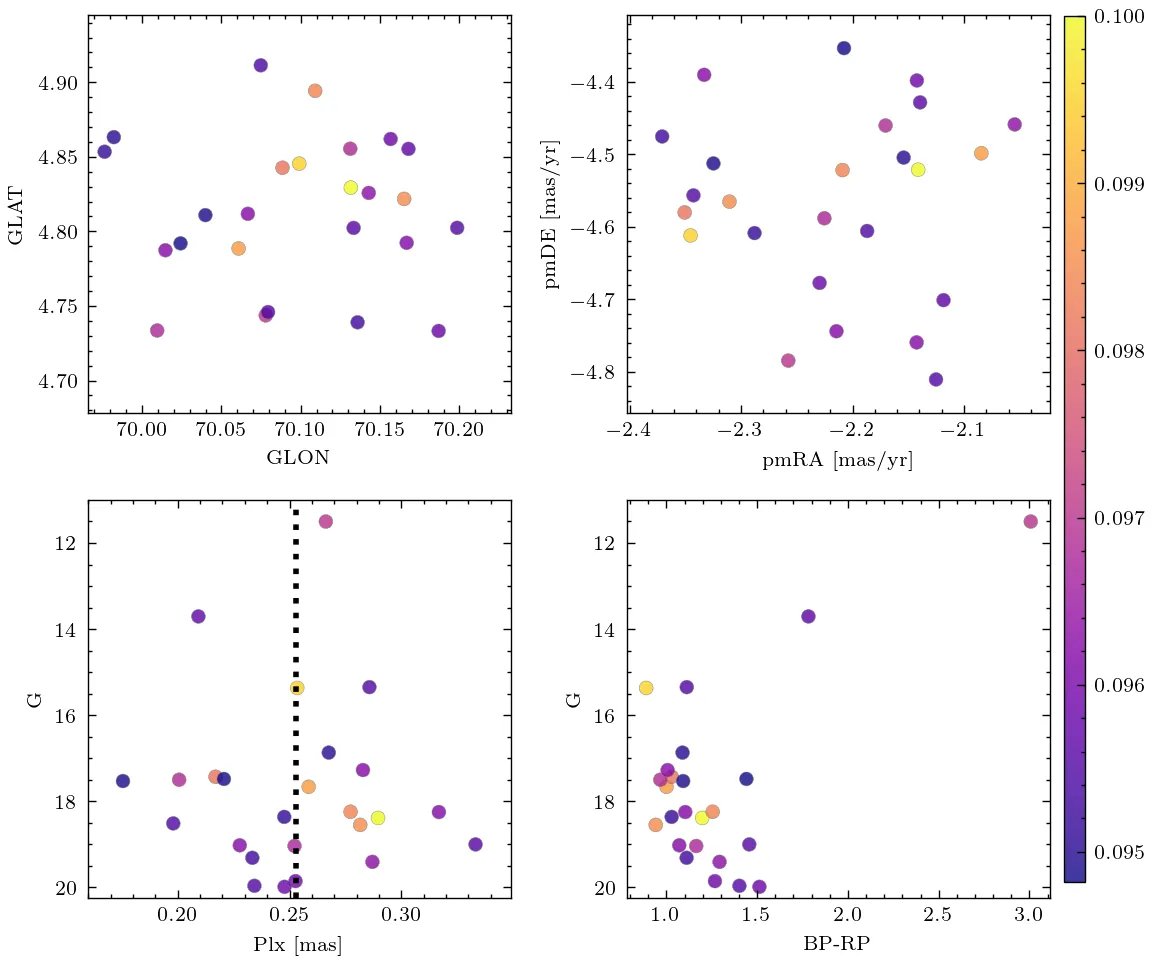 4.90
4.85
4.80
4.75
4.70
GLAT
70.00 70.05 70.10 70.15 70.20
GLON
−4.4
−4.5
−4.6
−4.7
−4.8
pmDE [mas/yr]
−2.4 −2.3 −2.2 −2.1
pmRA [mas/yr]
12
14
16
18
20
G
0.20 0.25 0.30
Plx [mas]
12
14
16
18
20
G
1.0 1.5 2.0 2.5 3.0
BP-RP
0.100
0.099
0.098
0.097
0.096
0.095